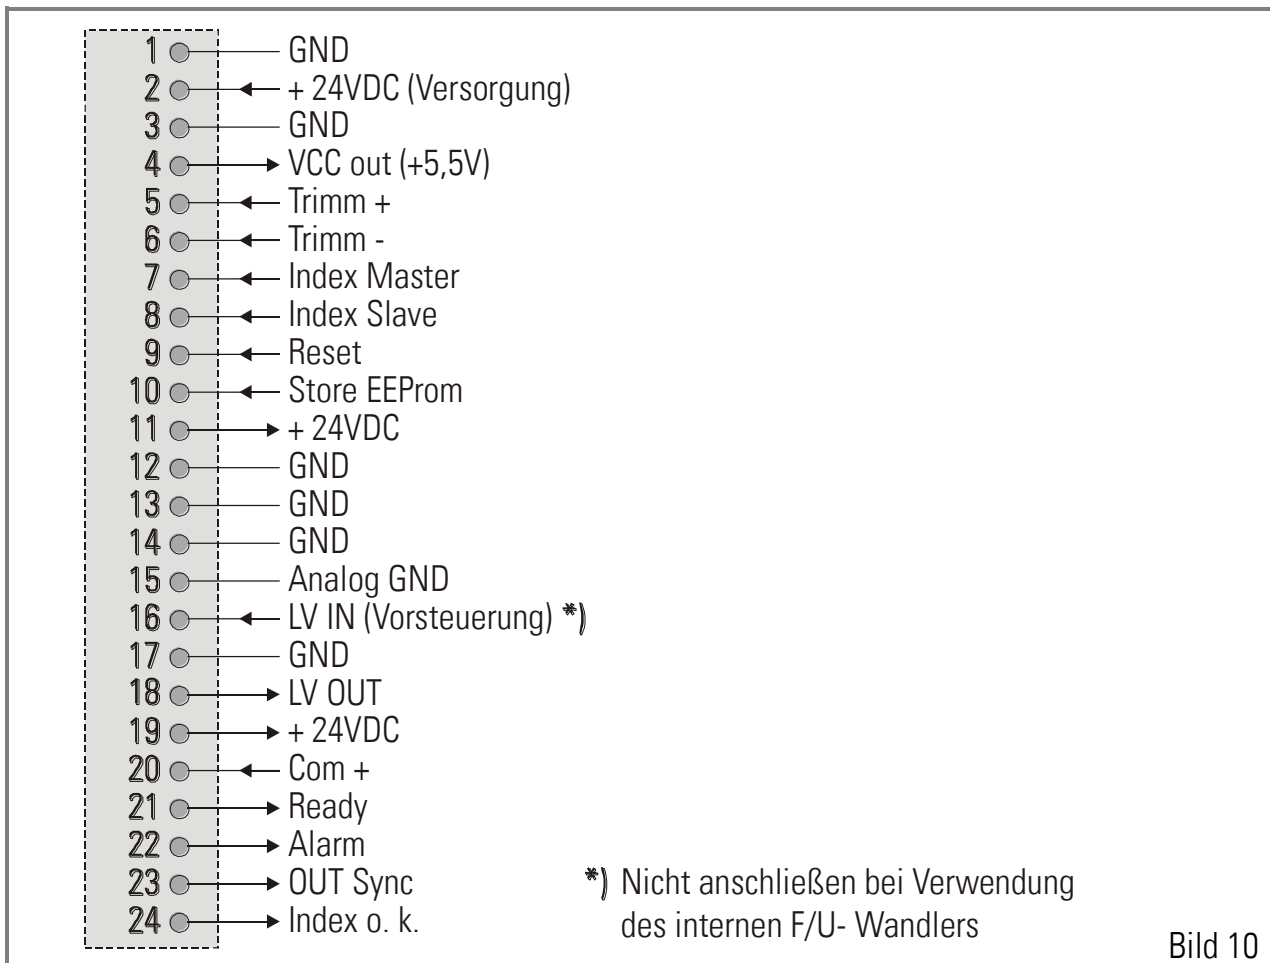 1 GND
2 + 24VDC (Versorgung)
3 GND
4 VCC out (+5,5V)
5 Trimm +
6 Trimm -
7 Index Master
8 Index Slave
9 Reset
10 Store EEProm
11 + 24VDC
12 GND
13 GND
14 GND
15 Analog GND
16 LV IN (Vorsteuerung) *)
17 GND
18 LV OUT
19 + 24VDC
20 Com +
21 Ready
22 Alarm
23 OUT Sync
24 Index o. k.
*) Nicht anschließen bei Verwendung
des internen F/U- Wandlers
Bild 10